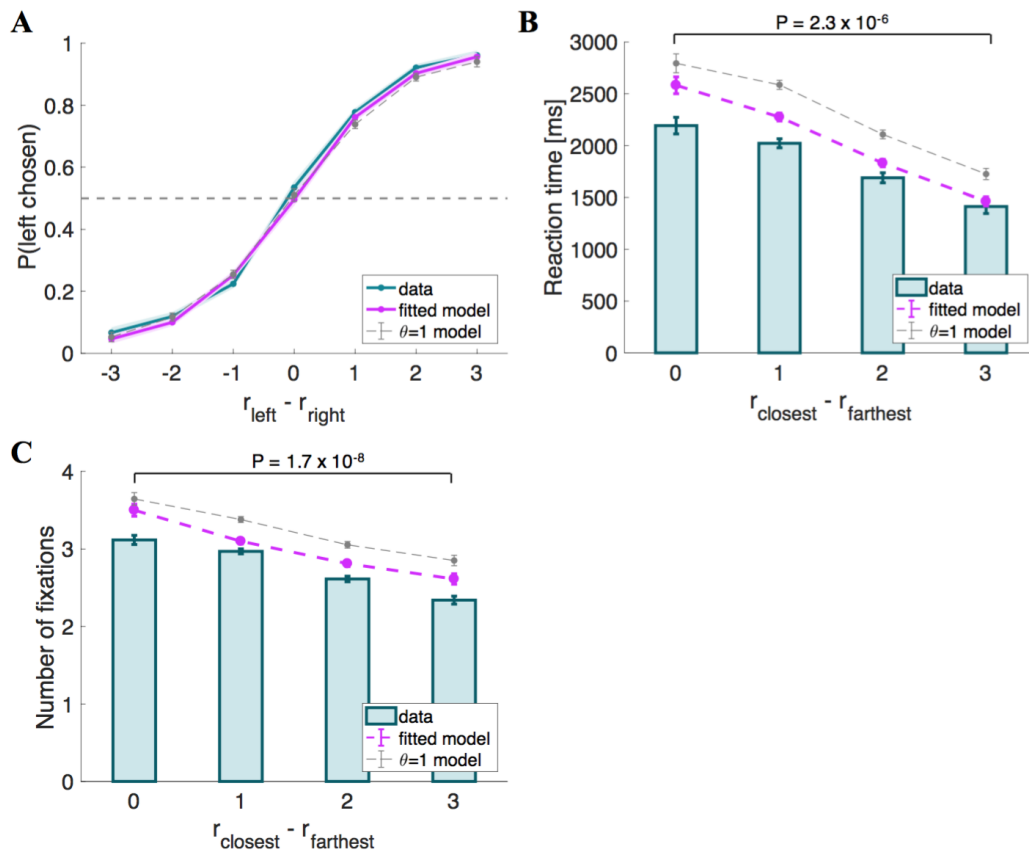 A
1
0.8
0.6
0.4
0.2
0
P(left chosen)
-3 -2 -1 0 1 2 3
r_left - r_right
data
fitted model
θ=1 model
B
P = 2.3 x 10⁻⁶
3000
2500
2000
1500
1000
500
0
Reaction time [ms]
0 1 2 3
r_closest - r_farthest
data
fitted model
θ=1 model
C
P = 1.7 x 10⁻⁸
4
3
2
1
0
Number of fixations
0 1 2 3
r_closest - r_farthest
data
fitted model
θ=1 model